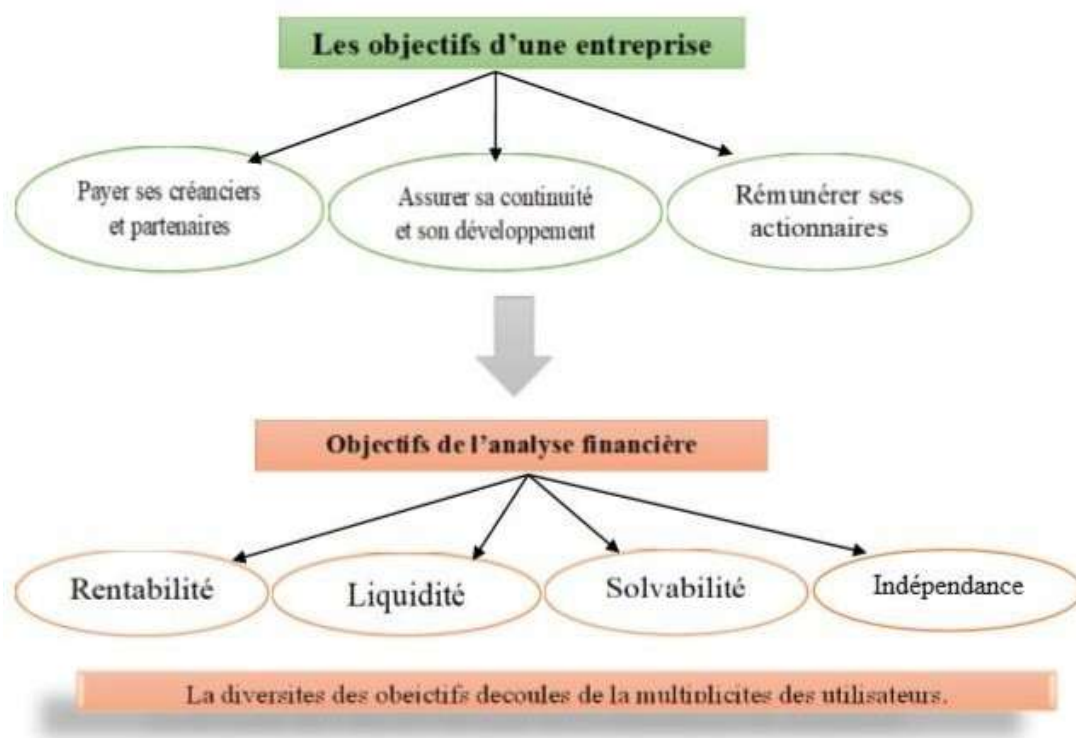 Les objectifs d'une entreprise
Payer ses créanciers
et partenaires
Assurer sa continuité
et son développement
Rémunérer ses
actionnaires
Objectifs de l'analyse financière
Rentabilité
Liquidité
Solvabilité
Indépendance
La diversites des obeictifs decoules de la multiplicites des utilisateurs.